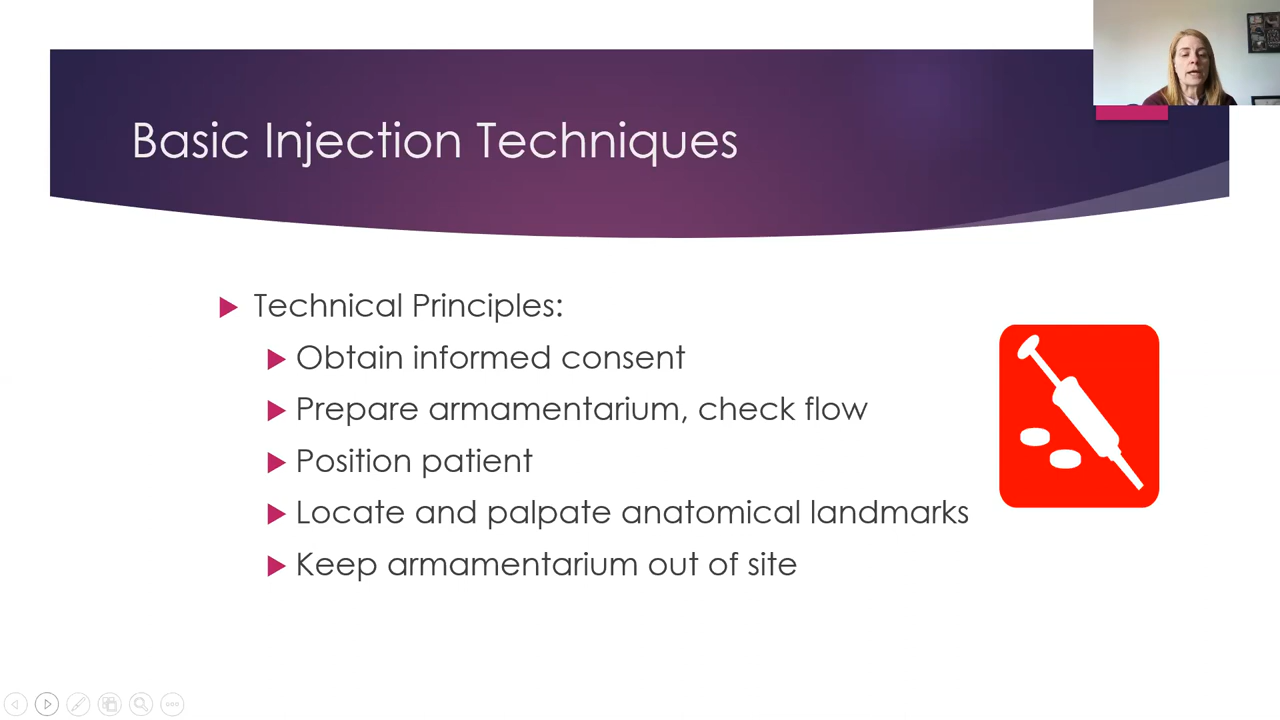 Basic Injection Techniques
Technical Principles:
Obtain informed consent
Prepare armamentarium, check flow
Position patient
Locate and palpate anatomical landmarks
Keep armamentarium out of site